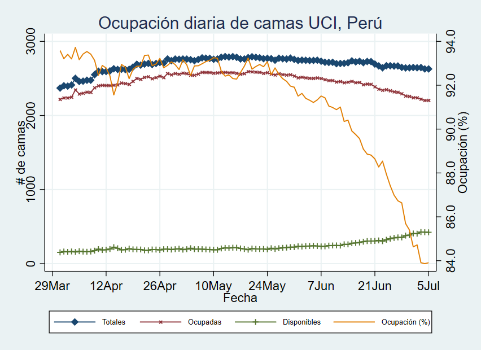 Ocupación diaria de camas UCI, Perú
# de camas
3000
2000
1000
0
Ocupación (%)
94.0
92.0
90.0
88.0
86.0
84.0
29Mar 12Apr 26Apr 10May 24May 7Jun 21Jun 5Jul
Fecha
Totales Ocupadas Disponibles Ocupación (%)